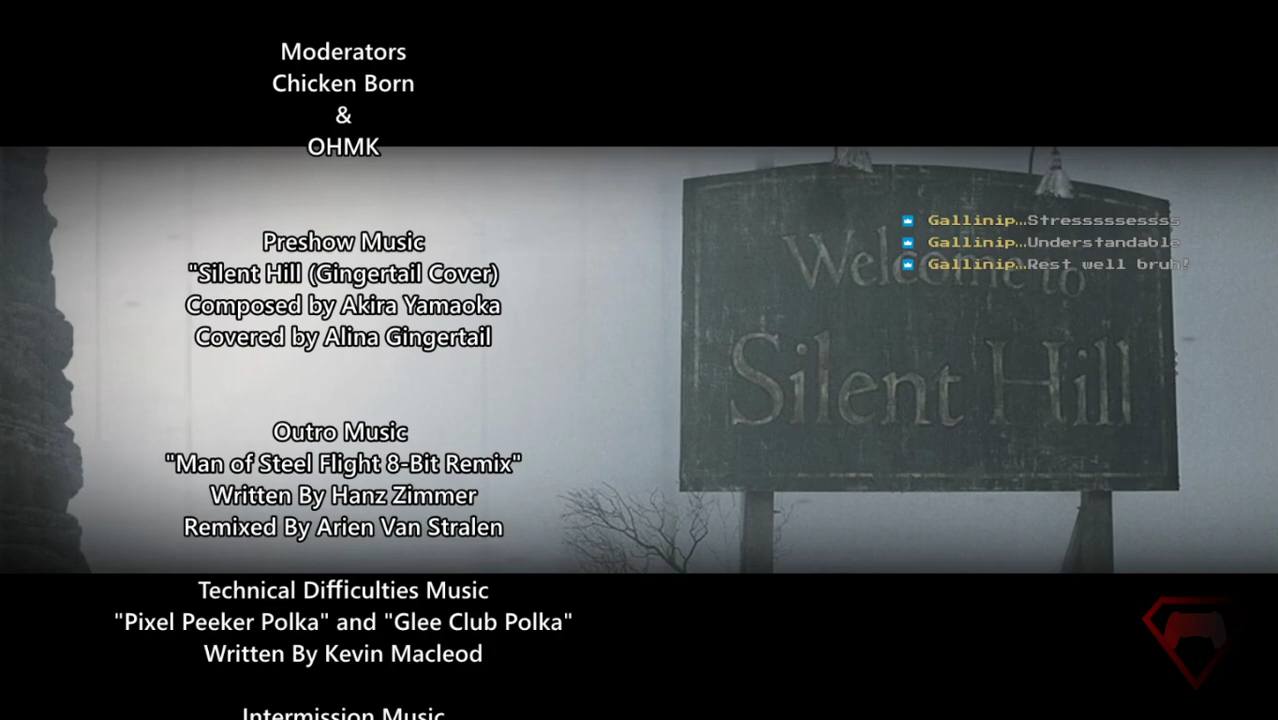 Moderators
Chicken Born
&
OHMK
Preshow Music
"Silent Hill (Gingertail Cover)
Composed by Akira Yamaoka
Covered by Alina Gingertail
Outro Music
"Man of Steel Flight 8-Bit Remix"
Written By Hanz Zimmer
Remixed By Arien Van Stralen
Technical Difficulties Music
"Pixel Peeker Polka" and "Glee Club Polka"
Written By Kevin Macleod
Intermission Music
Welcome to
Silent Hill
Gallinip…Stresssssessss
Gallinip…Understandable
Gallinip…Rest well bruh!